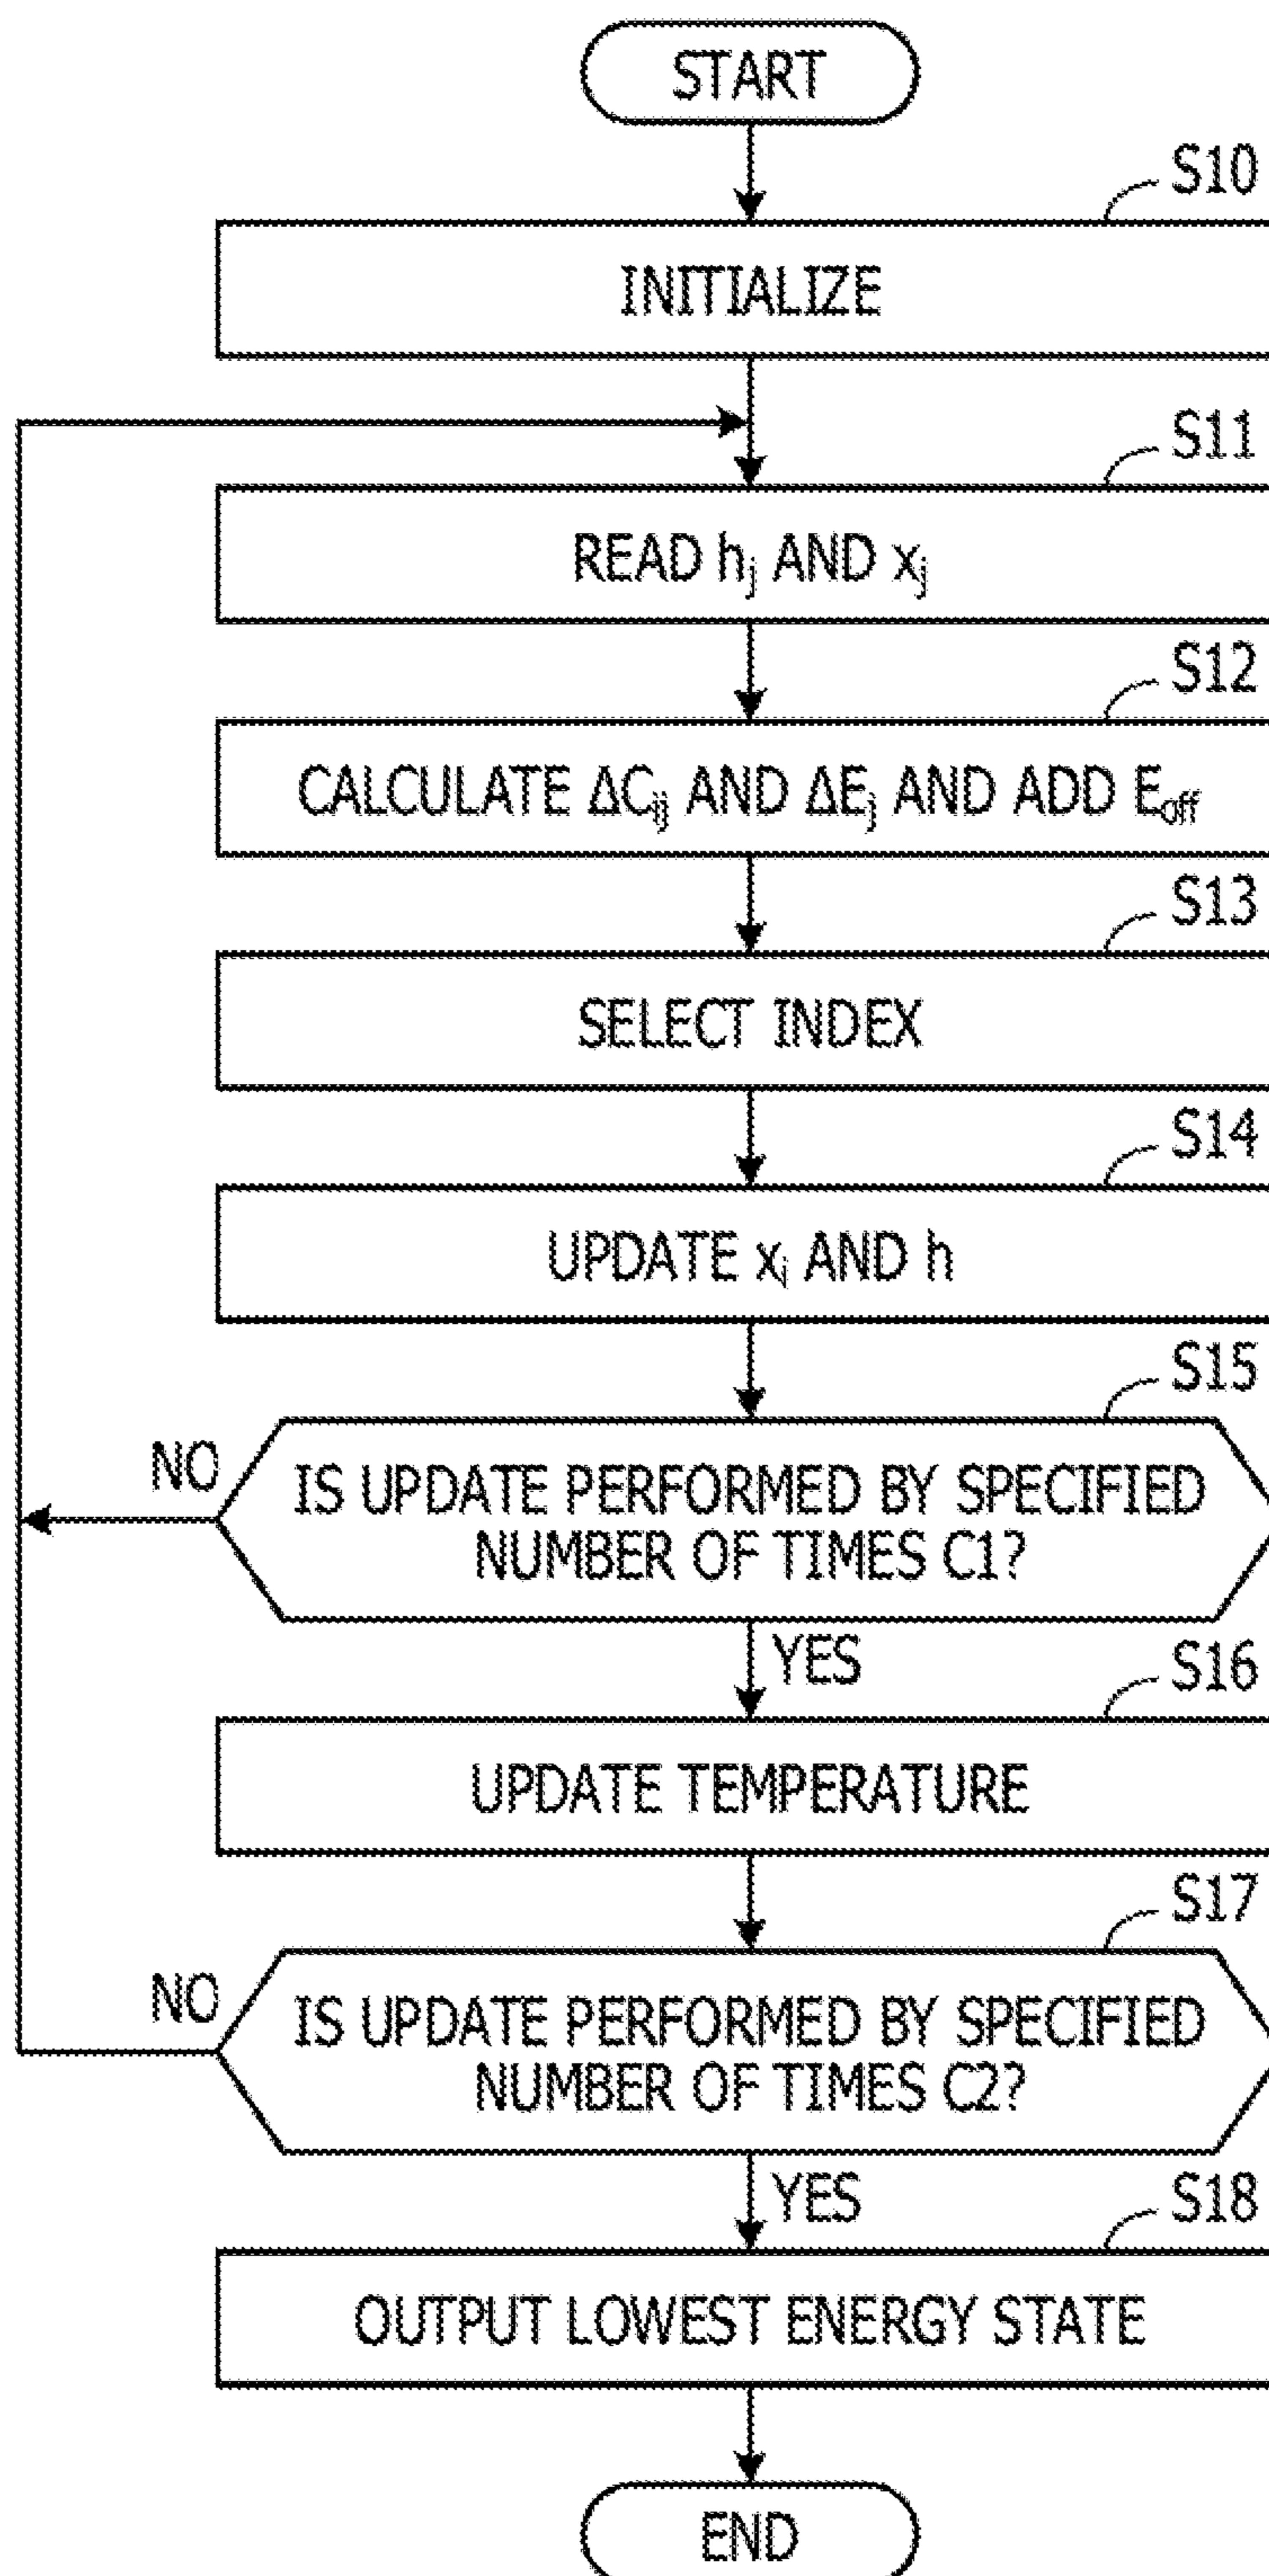 START
S10
INITIALIZE
S11
READ hj AND xj
S12
CALCULATE ΔCij AND ΔEj AND ADD Eoff
S13
SELECT INDEX
S14
UPDATE xj AND h
S15
NO
IS UPDATE PERFORMED BY SPECIFIED
NUMBER OF TIMES C1?
YES
S16
UPDATE TEMPERATURE
S17
NO
IS UPDATE PERFORMED BY SPECIFIED
NUMBER OF TIMES C2?
YES
S18
OUTPUT LOWEST ENERGY STATE
END